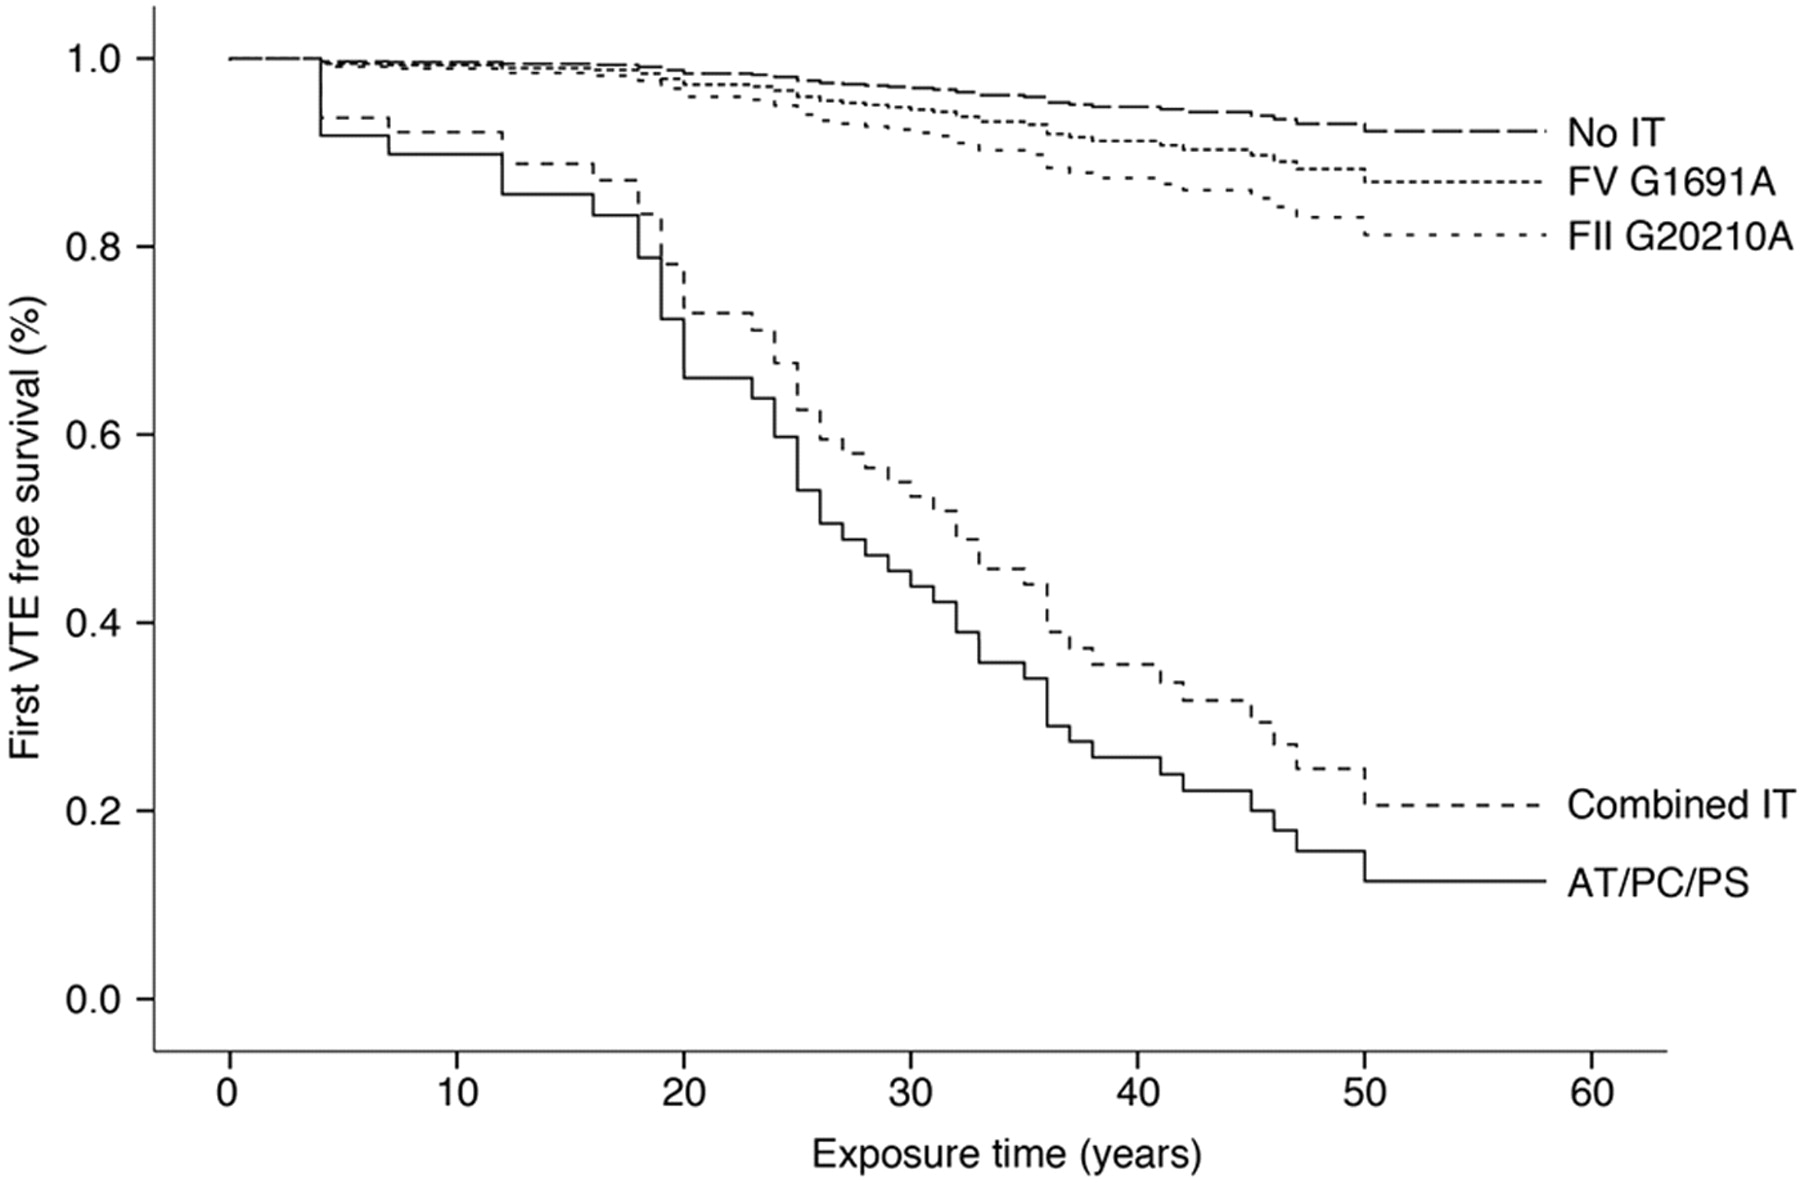 First VTE free survival (%)
1.0
0.8
0.6
0.4
0.2
0.0
No IT
FV G1691A
FII G20210A
Combined IT
AT/PC/PS
0 10 20 30 40 50 60
Exposure time (years)